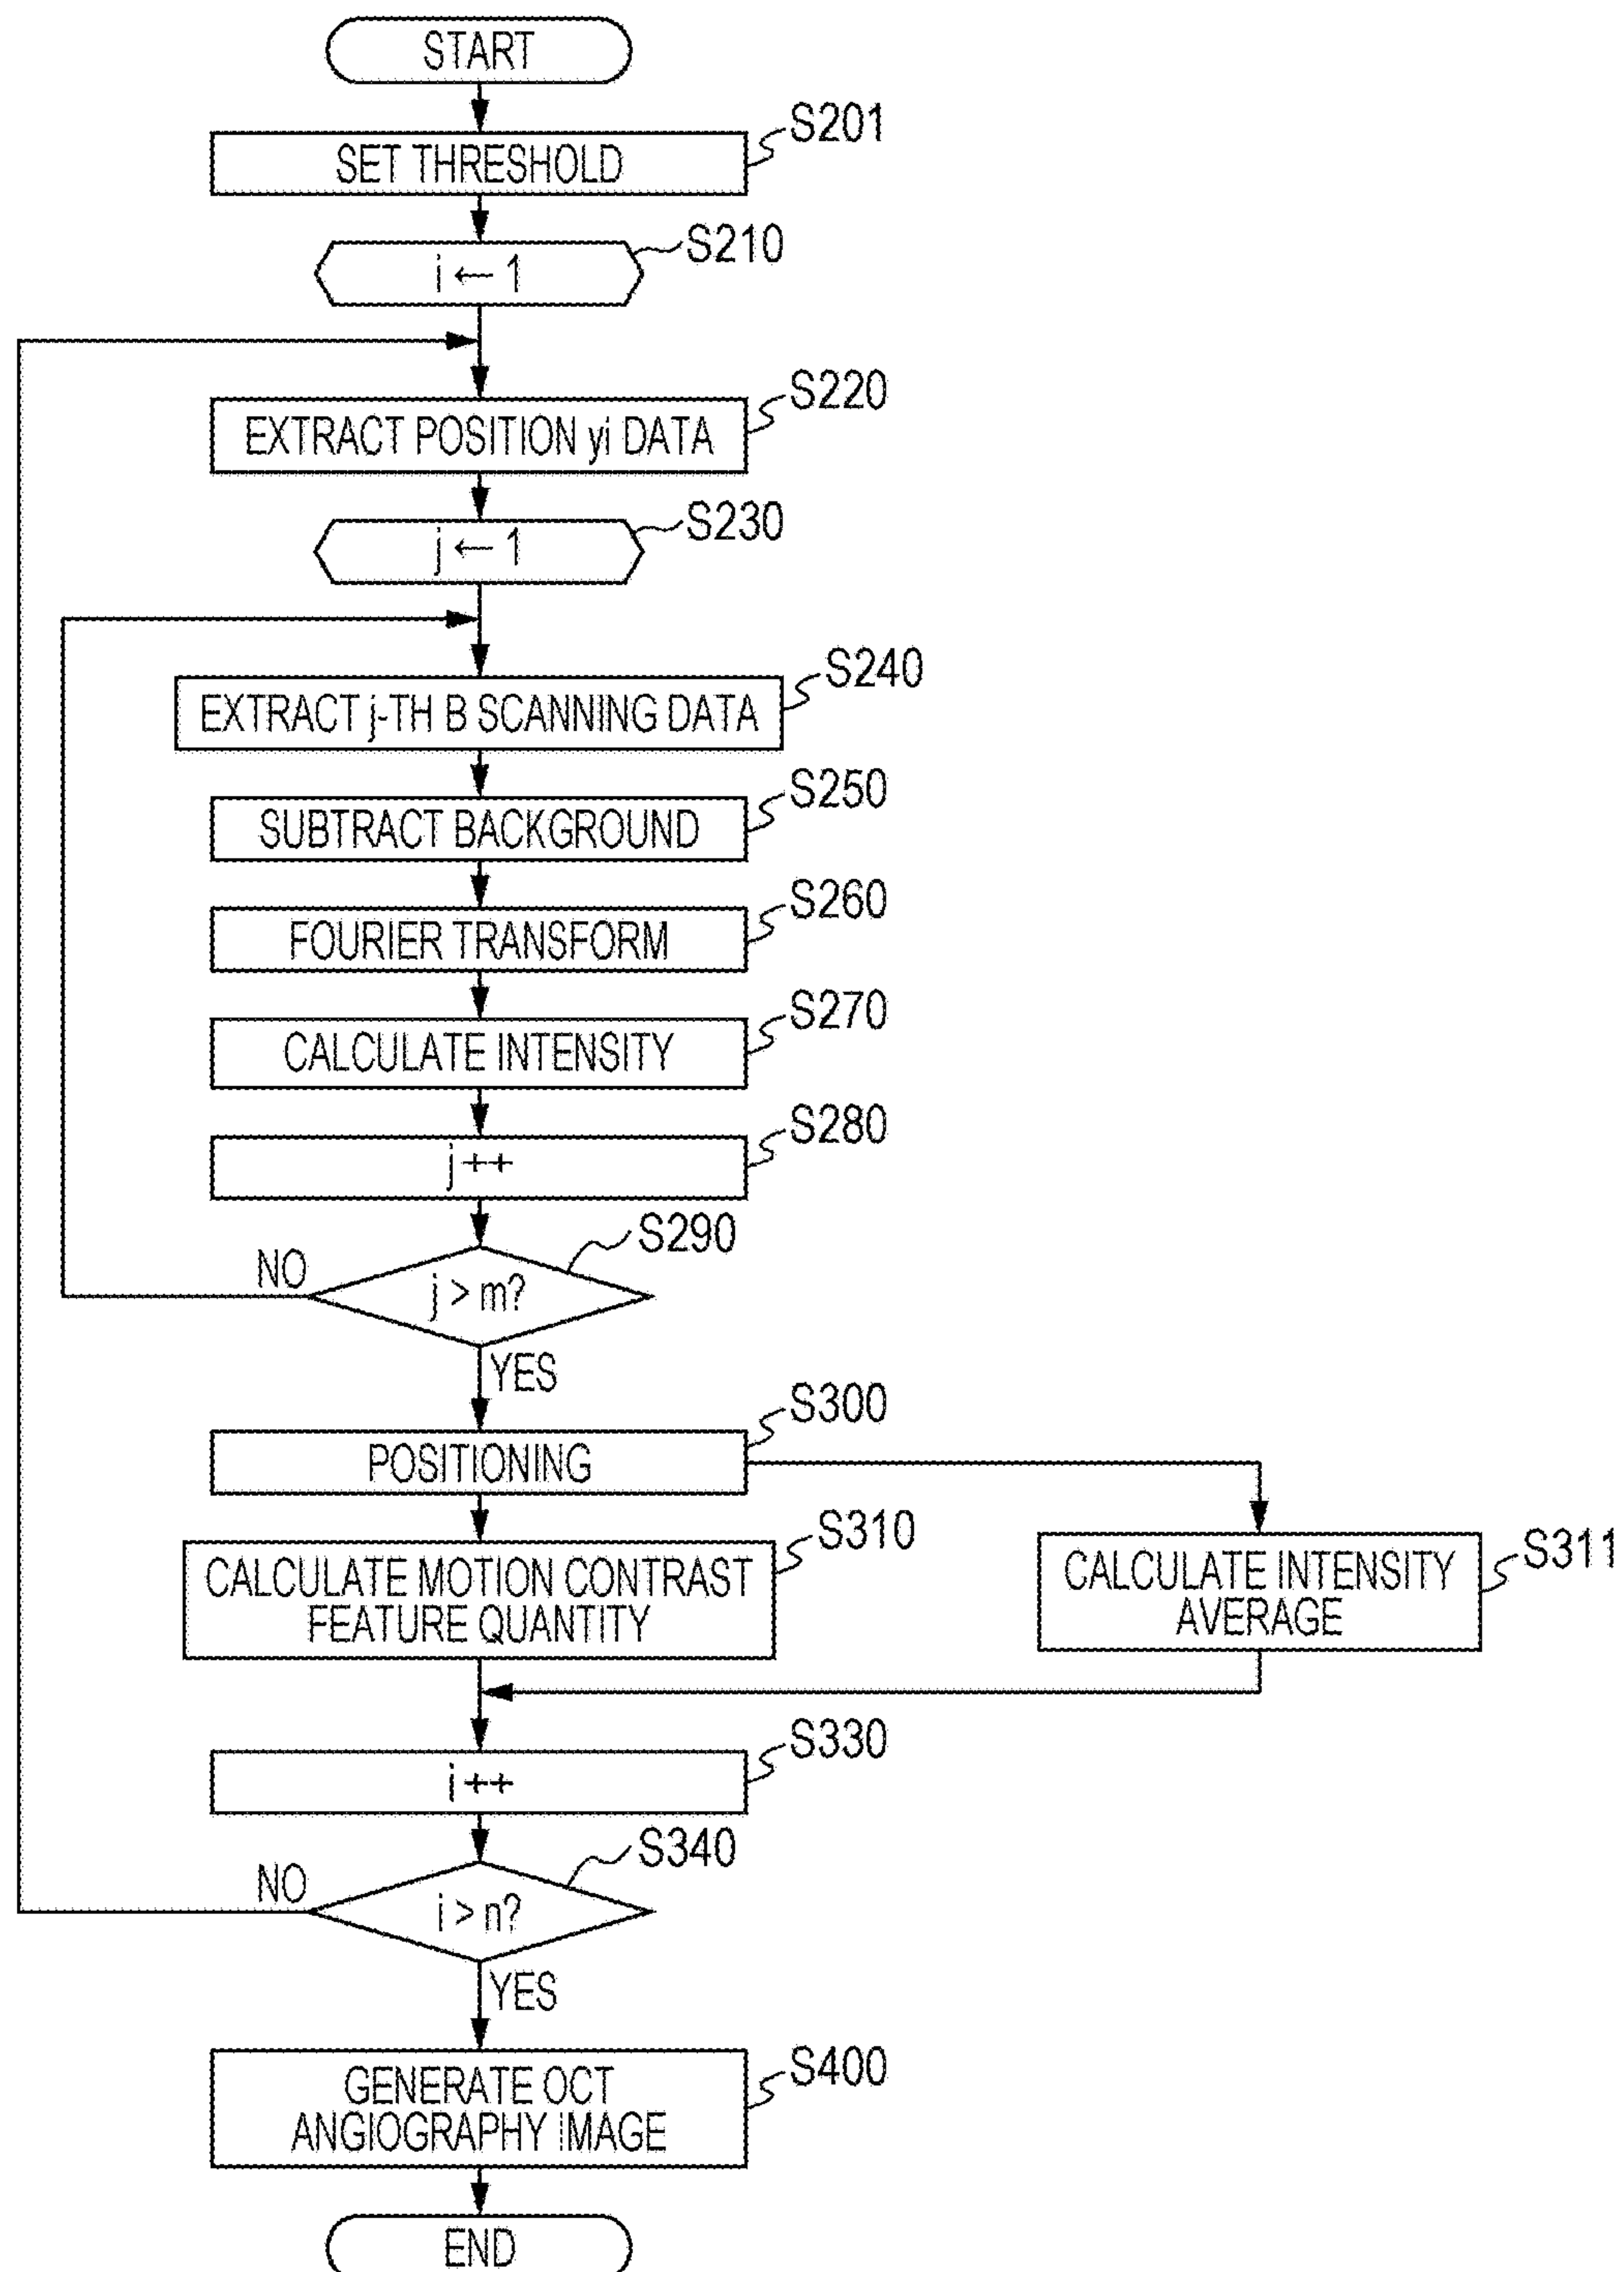 START
S201
SET THRESHOLD
S210
i ← 1
S220
EXTRACT POSITION yi DATA
S230
j ← 1
S240
EXTRACT j-TH B SCANNING DATA
S250
SUBTRACT BACKGROUND
S260
FOURIER TRANSFORM
S270
CALCULATE INTENSITY
S280
j ++
S290
NO
j > m?
YES
S300
POSITIONING
S310
CALCULATE MOTION CONTRAST
FEATURE QUANTITY
S311
CALCULATE INTENSITY
AVERAGE
S330
i ++
S340
NO
i > n?
YES
S400
GENERATE OCT
ANGIOGRAPHY IMAGE
END